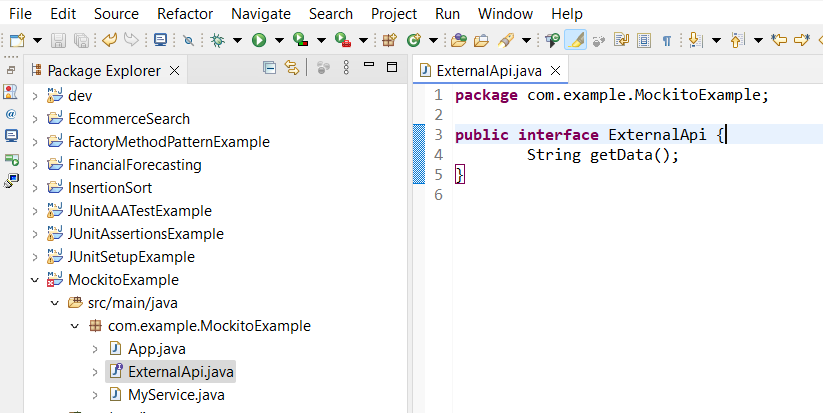 File Edit Source Refactor Navigate Search Project Run Window Help
Package Explorer
dev
EcommerceSearch
FactoryMethodPatternExample
FinancialForecasting
InsertionSort
JUnitAAATestExample
JUnitAssertionsExample
JUnitSetupExample
MockitoExample
src/main/java
com.example.MockitoExample
App.java
ExternalApi.java
MyService.java
ExternalApi.java
1 package com.example.MockitoExample;
2
3 public interface ExternalApi {
4 String getData();
5 }
6